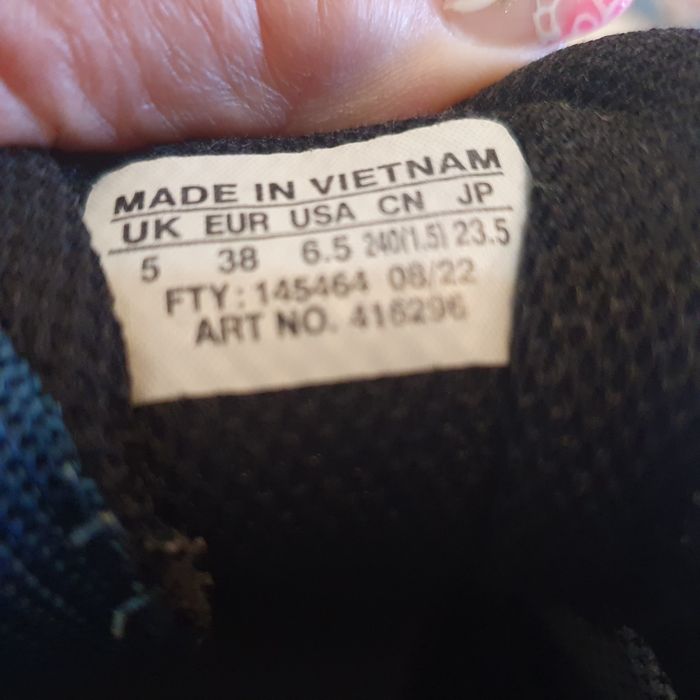 MADE IN VIETNAM
UK EUR USA CN JP
5 38 6.5 240(1.5) 23.5
FTY: 145464 08/22
ART NO. 416296